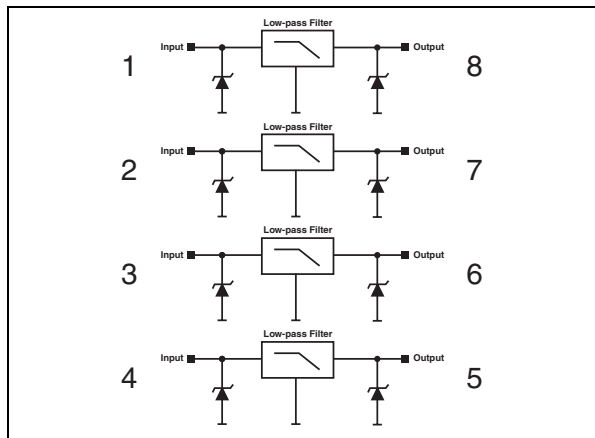 Low-pass Filter
1 Input Output 8
Low-pass Filter
2 Input Output 7
Low-pass Filter
3 Input Output 6
Low-pass Filter
4 Input Output 5